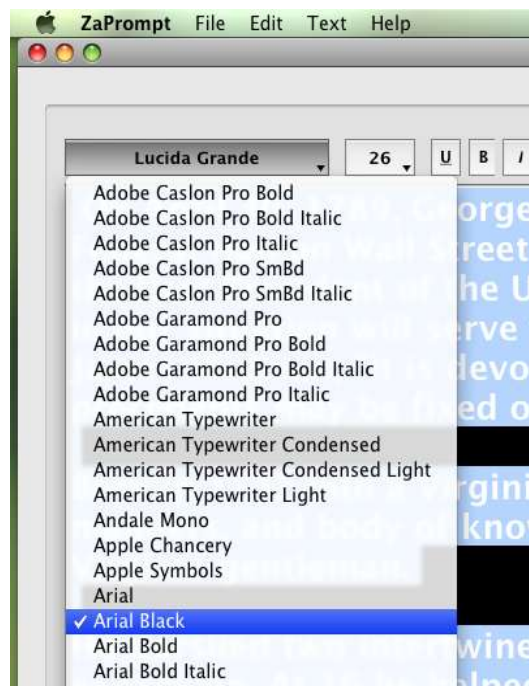 ZaPrompt File Edit Text Help
Lucida Grande 26 U B I
Adobe Caslon Pro Bold
Adobe Caslon Pro Bold Italic
Adobe Caslon Pro Italic
Adobe Caslon Pro SmBd
Adobe Caslon Pro SmBd Italic
Adobe Garamond Pro
Adobe Garamond Pro Bold
Adobe Garamond Pro Bold Italic
Adobe Garamond Pro Italic
American Typewriter
American Typewriter Condensed
American Typewriter Condensed Light
American Typewriter Light
Andale Mono
Apple Chancery
Apple Symbols
Arial
✓ Arial Black
Arial Bold
Arial Bold Italic